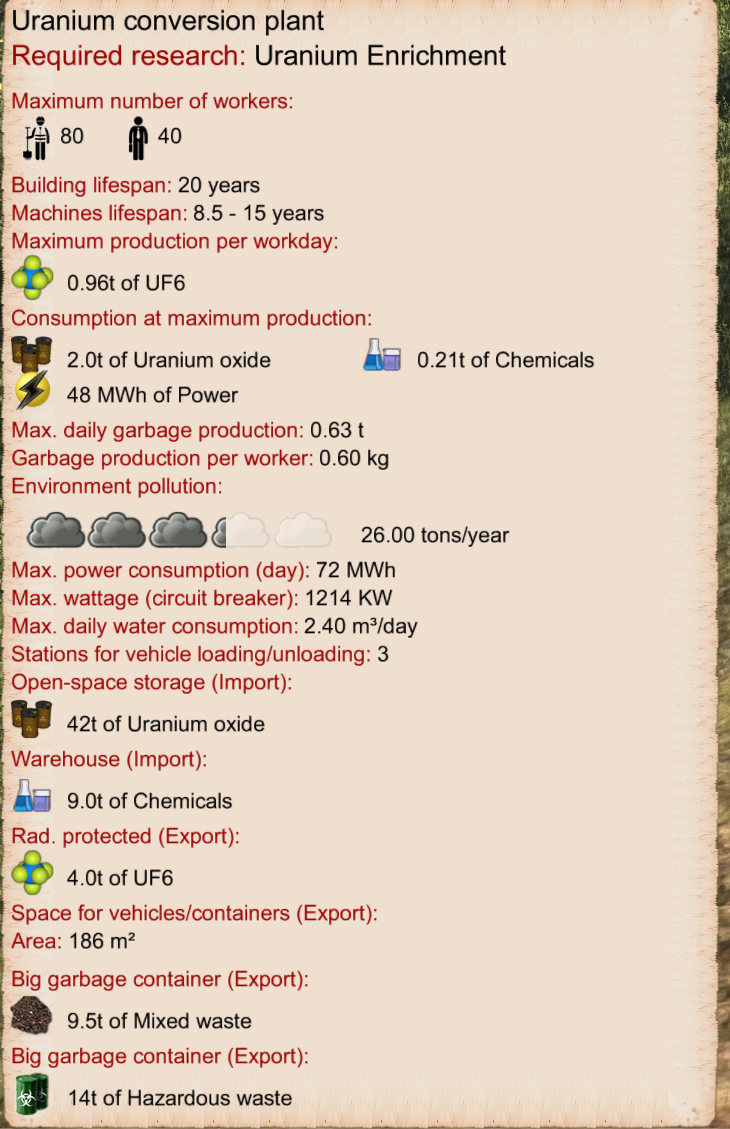 Uranium conversion plant
Required research: Uranium Enrichment
Maximum number of workers:
80 40
Building lifespan: 20 years
Machines lifespan: 8.5 - 15 years
Maximum production per workday:
0.96t of UF6
Consumption at maximum production:
2.0t of Uranium oxide 0.21t of Chemicals
48 MWh of Power
Max. daily garbage production: 0.63 t
Garbage production per worker: 0.60 kg
Environment pollution:
26.00 tons/year
Max. power consumption (day): 72 MWh
Max. wattage (circuit breaker): 1214 KW
Max. daily water consumption: 2.40 m³/day
Stations for vehicle loading/unloading: 3
Open-space storage (Import):
42t of Uranium oxide
Warehouse (Import):
9.0t of Chemicals
Rad. protected (Export):
4.0t of UF6
Space for vehicles/containers (Export):
Area: 186 m²
Big garbage container (Export):
9.5t of Mixed waste
Big garbage container (Export):
14t of Hazardous waste